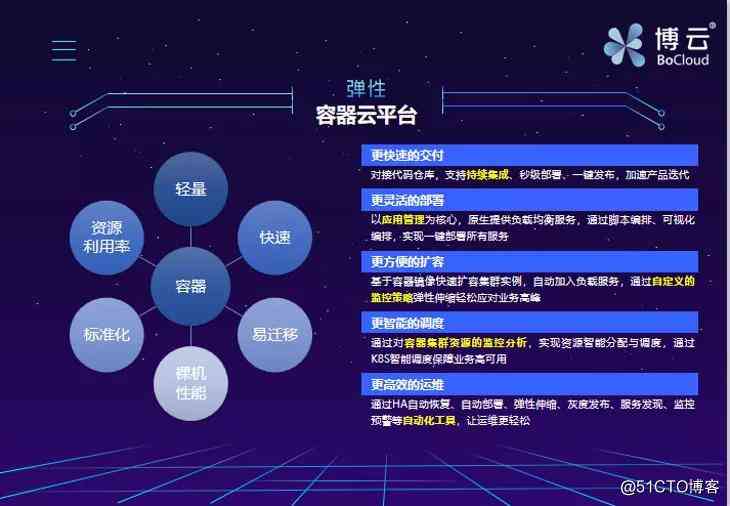 博云®
BoCloud
弹性
容器云平台
轻量
资源
利用率
快速
容器
标准化
易迁移
裸机
性能
更快速的交付
对接代码仓库，支持持续集成、秒级部署、一键发布，加速产品迭代
更灵活的部署
以应用管理为核心，原生提供负载均衡服务，通过脚本编排、可视化
编排，实现一键部署所有服务
更方便的扩容
基于容器镜像快速扩容集群实例，自动加入负载服务，通过自定义的
监控策略弹性伸缩轻松应对业务高峰
更智能的调度
通过对容器集群资源的监控分析，实现资源智能分配与调度，通过
K8S智能调度保障业务高可用
更高效的运维
通过HA自动恢复、自动部署、弹性伸缩、灰度发布、服务发现、监控
预警等自动化工具，让运维更轻松
@51CTO博客